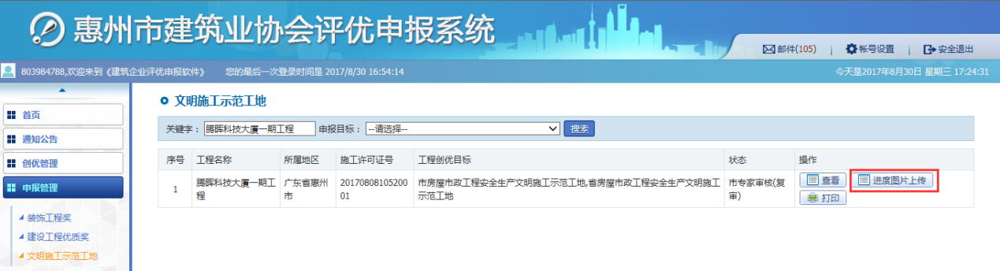 惠州市建筑业协会评优申报系统
邮件(105) | 帐号设置 | 安全退出
803984788,欢迎来到《建筑企业评优申报软件》 您的最后一次登录时间是 2017/8/30 16:54:14
今天是2017年8月30日 星期三 17:24:31
首页
通知公告
创优管理
申报管理
装饰工程奖
建设工程优质奖
文明施工示范工地
文明施工示范工地
关键字： 腾晖科技大厦一期工程 申报目标： --请选择-- 搜索
序号 工程名称 所属地区 施工许可证号 工程创优目标 状态 操作
1 腾晖科技大厦一期工 广东省惠州 20170808105200 市房屋市政工程安全生产文明施工示范工地,省房屋市政工程安全生产文明施工 市专家审核(复 查看 进度图片上传
程 市 01 示范工地 审) 打印